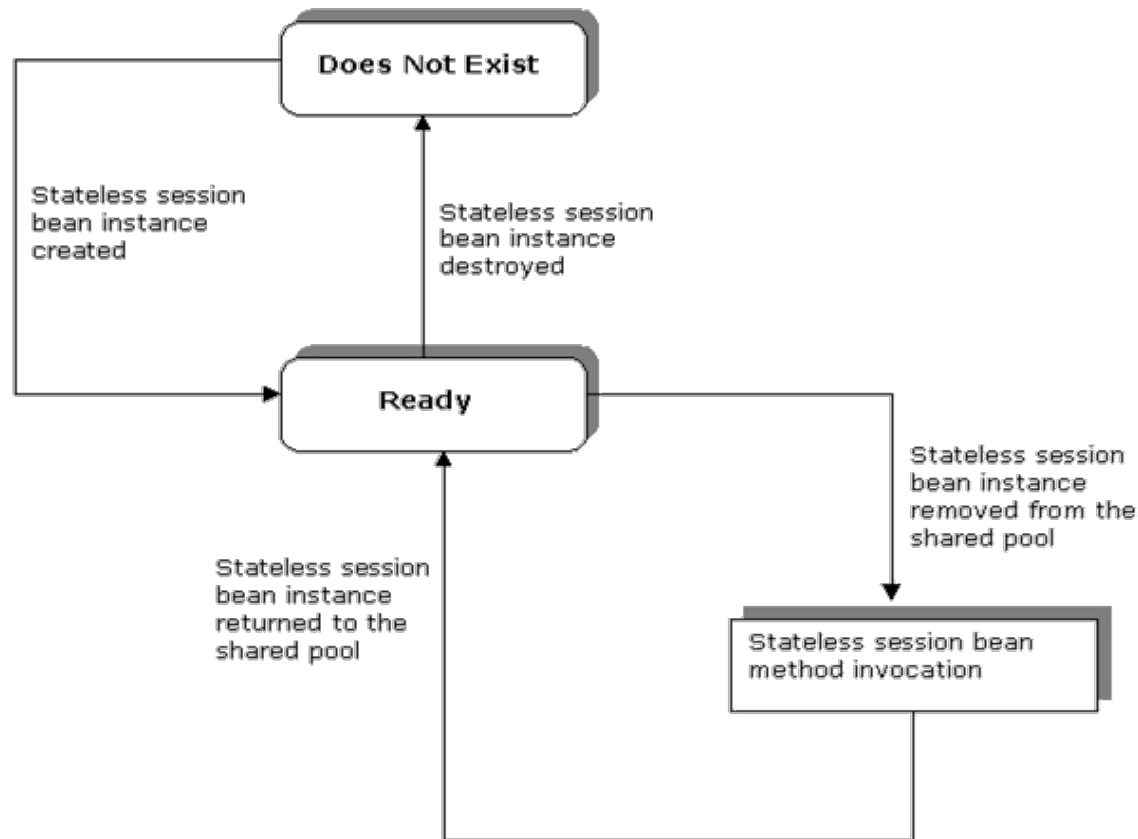 Does Not Exist
Stateless session
bean instance
created
Stateless session
bean instance
destroyed
Ready
Stateless session
bean instance
removed from the
shared pool
Stateless session
bean instance
returned to the
shared pool
Stateless session bean
method invocation